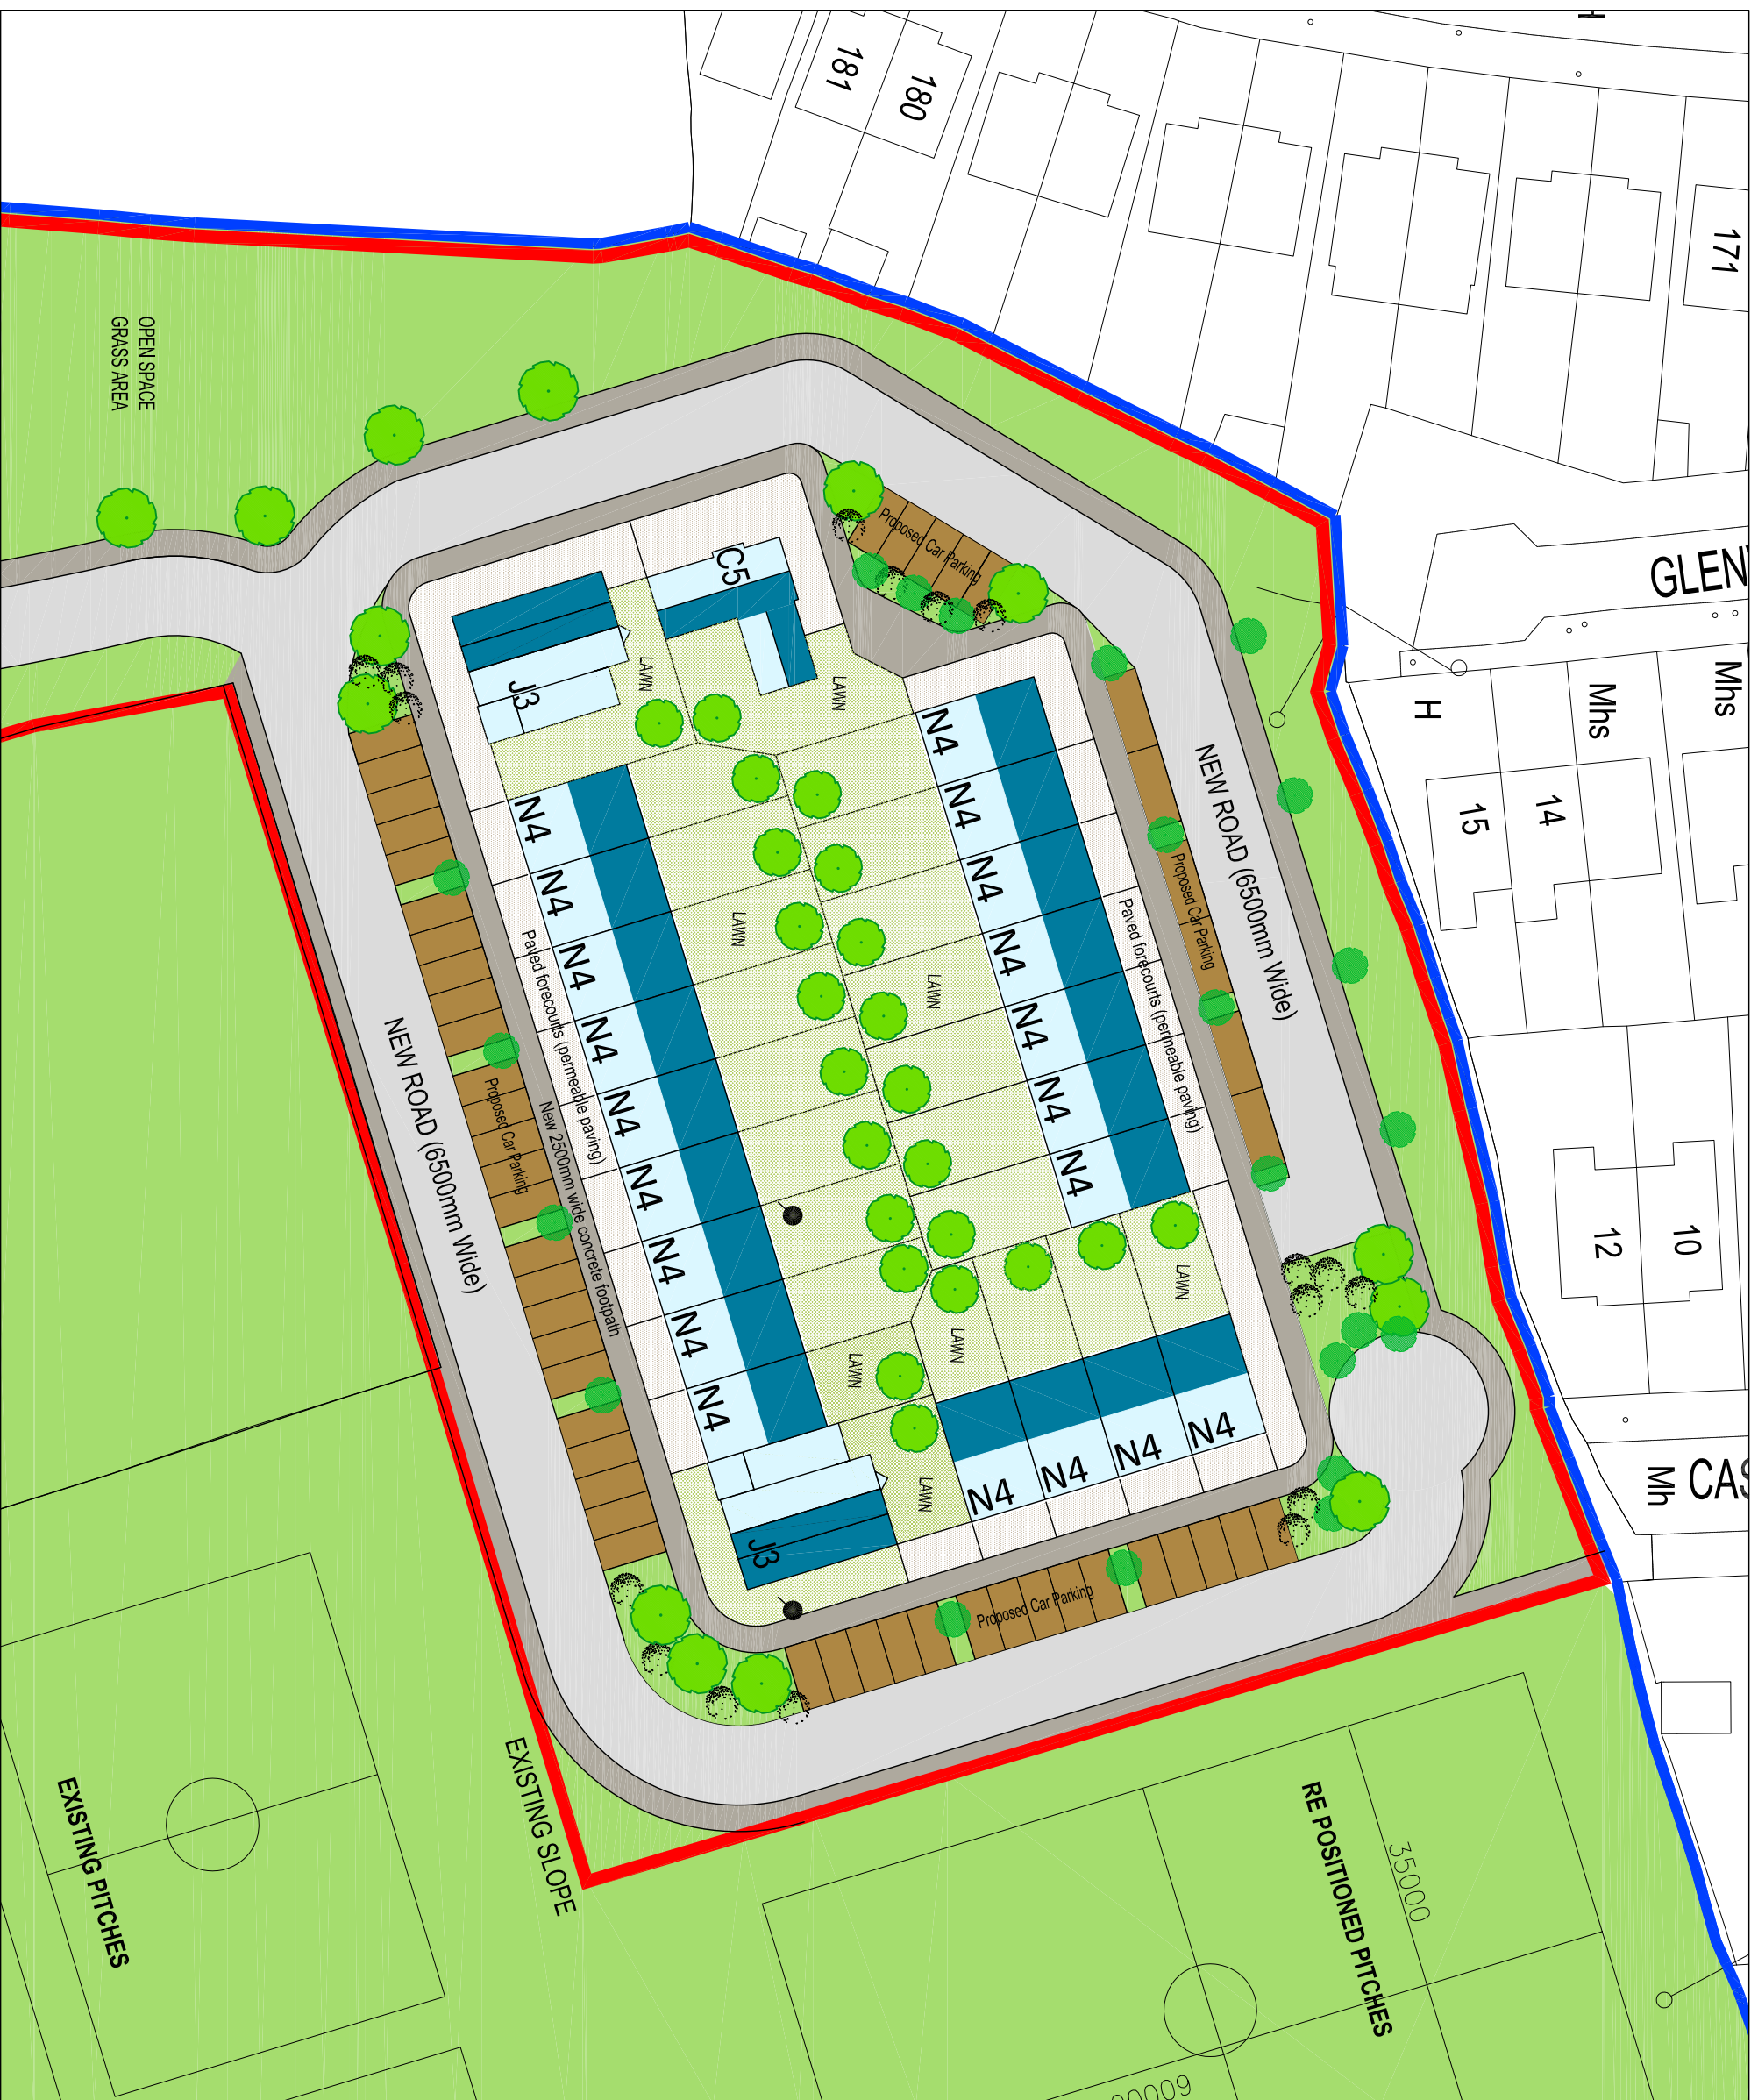 181
180
171
H
OPEN SPACE
GRASS AREA
GLEN
Mhs
Mhs
H
15
14
12
10
Mh
CAS
Proposed Car Parking
C5
J3
LAWN
LAWN
N4
N4
N4
N4
N4
N4
N4
NEW ROAD (6500mm Wide)
Proposed Car Parking
Paved forecourts (permeable paving)
N4
N4
N4
N4
N4
N4
N4
N4
N4
LAWN
LAWN
Paved forecourts (permeable paving)
New 2500mm wide concrete footpath
Proposed Car Parking
NEW ROAD (6500mm Wide)
LAWN
LAWN
LAWN
LAWN
N4
N4
N4
N4
J3
Proposed Car Parking
EXISTING SLOPE
EXISTING PITCHES
RE POSITIONED PITCHES
35000